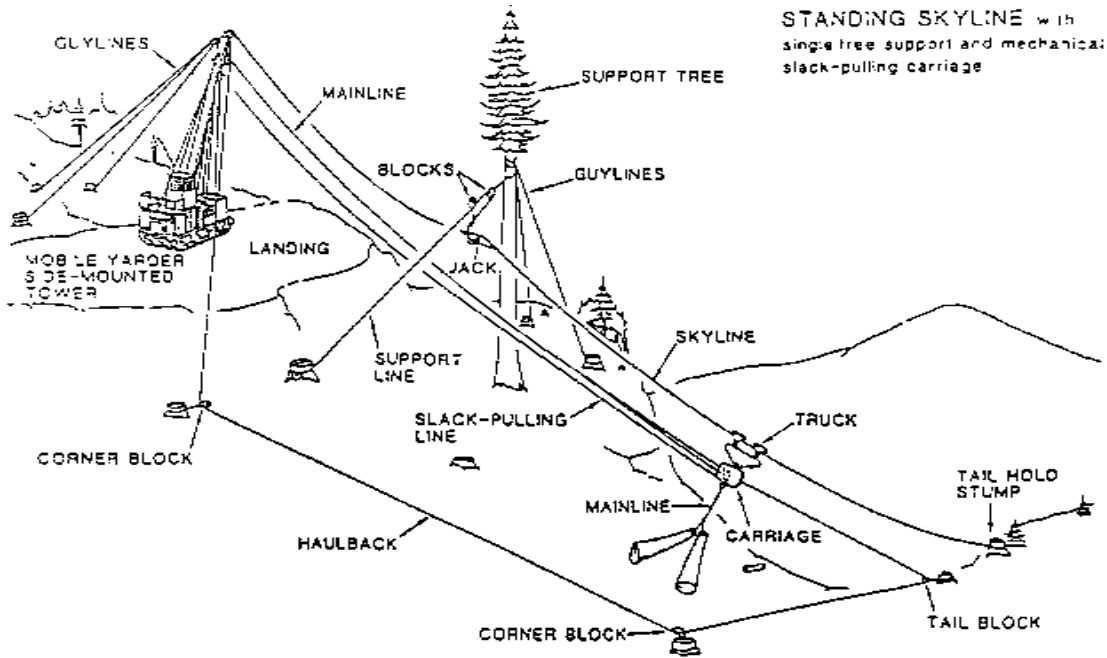 STANDING SKYLINE with
single tree support and mechanical
slack-pulling carriage
GUYLINES
MAINLINE
SUPPORT TREE
BLOCKS
GUYLINES
LANDING
JACK
MOBILE YARDER
SIDE-MOUNTED
TOWER
SUPPORT
LINE
SKYLINE
SLACK-PULLING
LINE
TRUCK
CORNER BLOCK
TAIL HOLD
STUMP
MAINLINE
CARRIAGE
HAULBACK
TAIL BLOCK
CORNER BLOCK